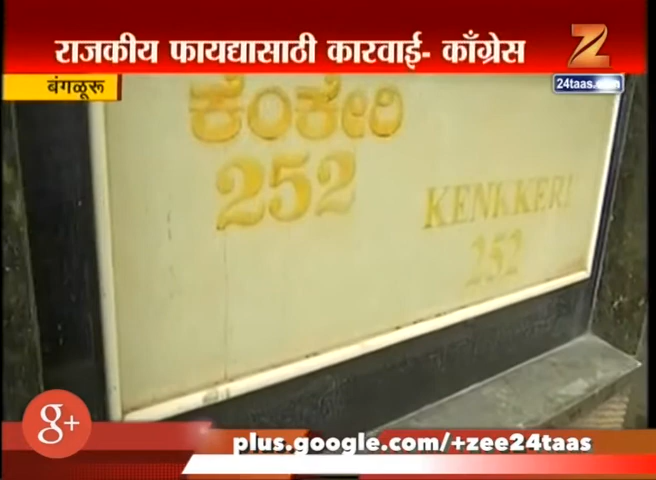 राजकीय फायद्यासाठी कारवाई- काँग्रेस
24taas.com
बंगळूरू
ಕೆಂಕೇರಿ
252
KENKKERI
252
g+
plus.google.com/+zee24taas